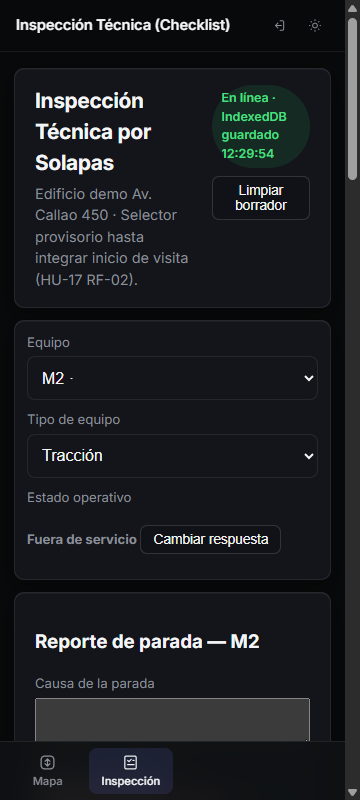 Inspección Técnica (Checklist)
Inspección
Técnica por
Solapas
Edificio demo Av.
Callao 450 · Selector
provisorio hasta
integrar inicio de visita
(HU-17 RF-02).
En línea ·
IndexedDB
guardado
12:29:54
Limpiar
borrador
Equipo
M2 ·
Tipo de equipo
Tracción
Estado operativo
Fuera de servicio
Cambiar respuesta
Reporte de parada — M2
Causa de la parada
Mapa
Inspección